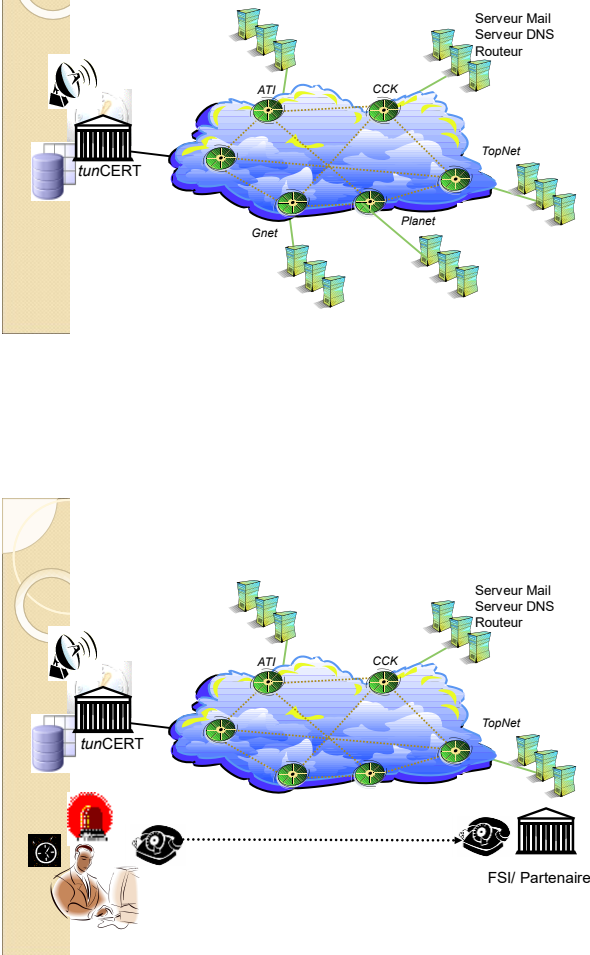 Serveur Mail
Serveur DNS
Routeur
ATI
CCK
tunCERT
TopNet
Planet
Gnet
Serveur Mail
Serveur DNS
Routeur
ATI
CCK
TopNet
tunCERT
FSI/ Partenaire